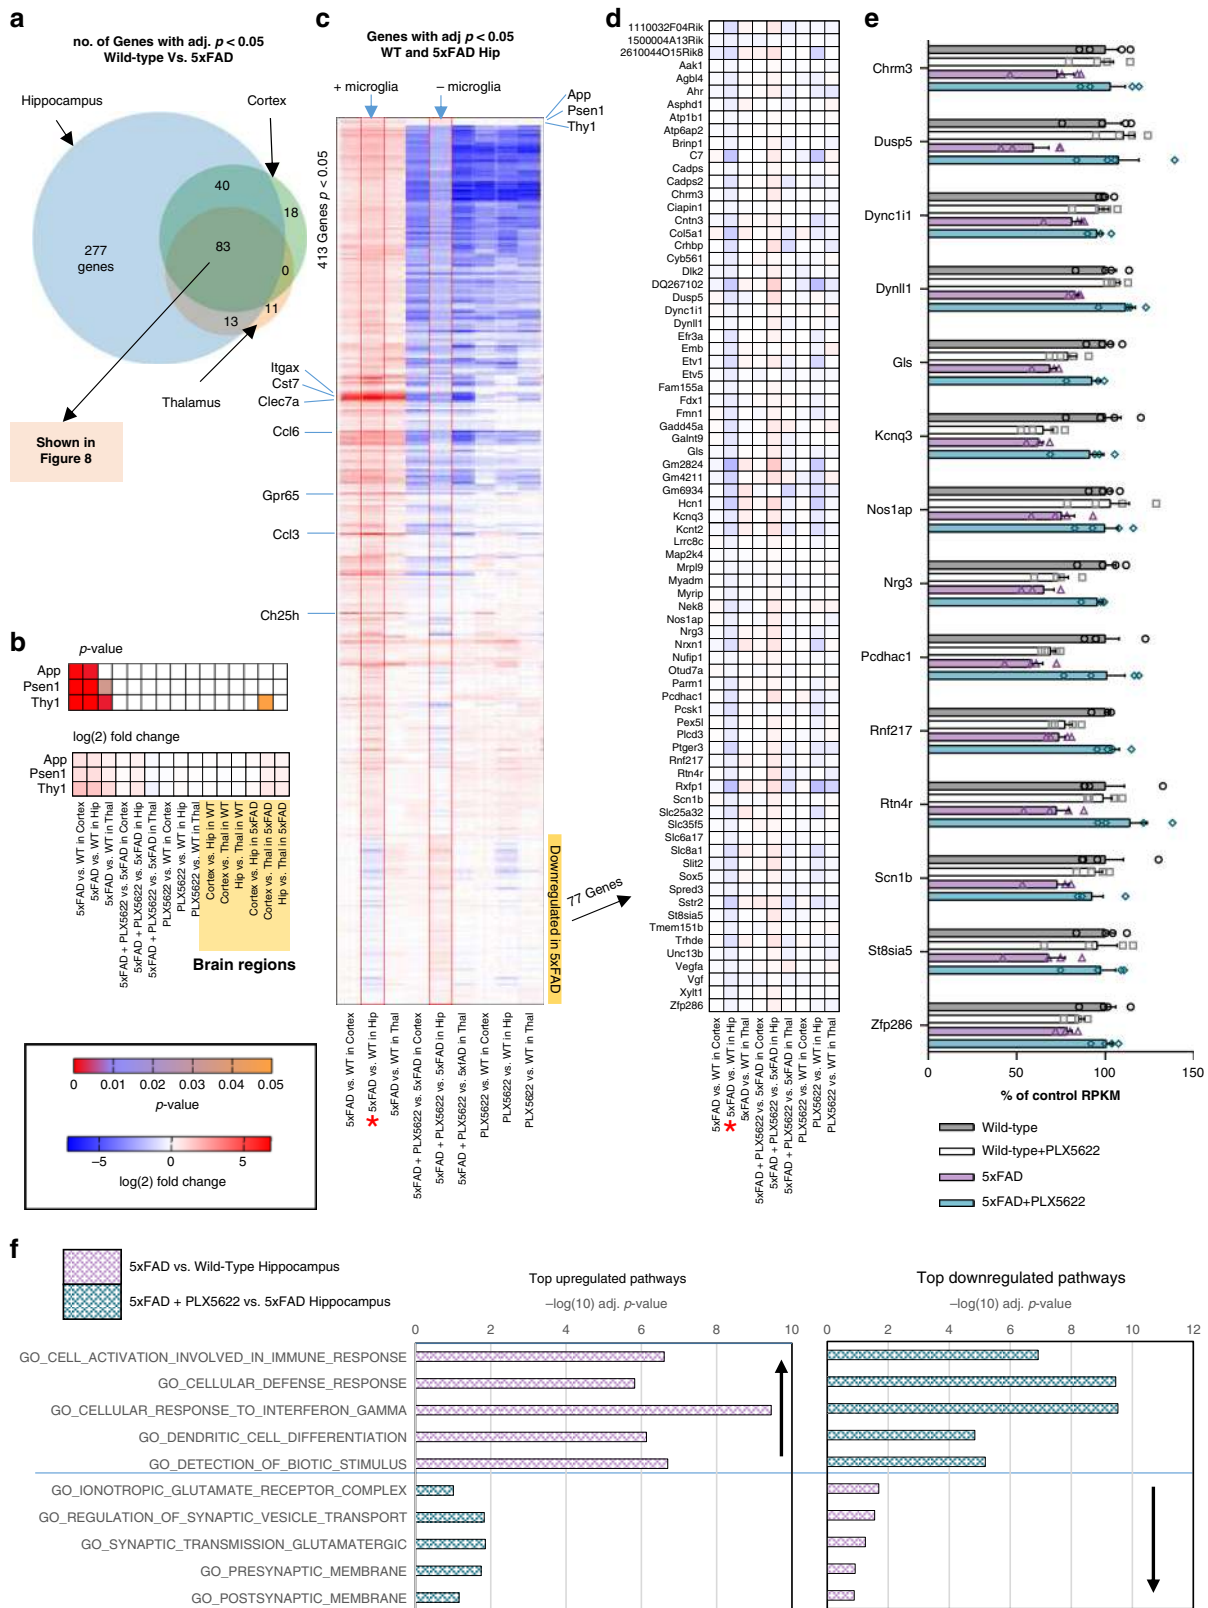 a
no. of Genes with adj. p < 0.05
Wild-type Vs. 5xFAD
Hippocampus
Cortex
40
18
83
277
genes
0
11
13
Thalamus
Shown in
Figure 8
b
p-value
App
Psen1
Thy1
log(2) fold change
App
Psen1
Thy1
5xFAD vs. WT in Cortex
5xFAD vs. WT in Hip
5xFAD vs. WT in Thal
5xFAD + PLX5622 vs. 5xFAD in Cortex
5xFAD + PLX5622 vs. 5xFAD in Hip
5xFAD + PLX5622 vs. 5xFAD in Thal
PLX5622 vs. WT in Cortex
PLX5622 vs. WT in Hip
PLX5622 vs. WT in Thal
Cortex vs. Hip in WT
Cortex vs. Thal in WT
Hip vs. Thal in WT
Cortex vs. Hip in 5xFAD
Cortex vs. Thal in 5xFAD
Hip vs. Thal in 5xFAD
Brain regions
0 0.01 0.02 0.03 0.04 0.05
p-value
−5 0 5
log(2) fold change
c
Genes with adj p < 0.05
WT and 5xFAD Hip
+ microglia
− microglia
App
Psen1
Thy1
413 Genes p < 0.05
Itgax
Cst7
Clec7a
Ccl6
Gpr65
Ccl3
Ch25h
Downregulated in 5xFAD
77 Genes
5xFAD vs. WT in Cortex
* 5xFAD vs. WT in Hip
5xFAD vs. WT in Thal
5xFAD + PLX5622 vs. 5xFAD in Cortex
5xFAD + PLX5622 vs. 5xFAD in Hip
5xFAD + PLX5622 vs. 5xfAD in Thal
PLX5622 vs. WT in Cortex
PLX5622 vs. WT in Hip
PLX5622 vs. WT in Thal
d
1110032F04Rik
1500004A13Rik
2610044O15Rik8
Aak1
Agbl4
Ahr
Asphd1
Atp1b1
Atp6ap2
Brinp1
C7
Cadps
Cadps2
Chrm3
Ciapin1
Cntn3
Col5a1
Crhbp
Cyb561
Dlk2
DQ267102
Dusp5
Dync1i1
Dynll1
Efr3a
Emb
Etv1
Etv5
Fam155a
Fdx1
Fmn1
Gadd45a
Galnt9
Gls
Gm2824
Gm4211
Gm6934
Hcn1
Kcnq3
Kcnt2
Lrrc8c
Map2k4
Mrpl9
Myadm
Myrip
Nek8
Nos1ap
Nrg3
Nrxn1
Nufip1
Otud7a
Parm1
Pcdhac1
Pcsk1
Pex5l
Plcd3
Ptger3
Rnf217
Rtn4r
Rxfp1
Scn1b
Slc25a32
Slc35f5
Slc6a17
Slc8a1
Slit2
Sox5
Spred3
Sstr2
St8sia5
Tmem151b
Trhde
Unc13b
Vegfa
Vgf
Xylt1
Zfp286
5xFAD vs. WT in Cortex
* 5xFAD vs. WT in Hip
5xFAD vs. WT in Thal
5xFAD + PLX5622 vs. 5xFAD in Cortex
5xFAD + PLX5622 vs. 5xFAD in Hip
5xFAD + PLX5622 vs. 5xFAD in Thal
PLX5622 vs. WT in Cortex
PLX5622 vs. WT in Hip
PLX5622 vs. WT in Thal
e
Chrm3
Dusp5
Dync1i1
Dynll1
Gls
Kcnq3
Nos1ap
Nrg3
Pcdhac1
Rnf217
Rtn4r
Scn1b
St8sia5
Zfp286
0 50 100 150
% of control RPKM
Wild-type
Wild-type+PLX5622
5xFAD
5xFAD+PLX5622
f
5xFAD vs. Wild-Type Hippocampus
5xFAD + PLX5622 vs. 5xFAD Hippocampus
Top upregulated pathways
−log(10) adj. p-value
0 2 4 6 8 10
Top downregulated pathways
−log(10) adj. p-value
0 2 4 6 8 10 12
GO_CELL_ACTIVATION_INVOLVED_IN_IMMUNE_RESPONSE
GO_CELLULAR_DEFENSE_RESPONSE
GO_CELLULAR_RESPONSE_TO_INTERFERON_GAMMA
GO_DENDRITIC_CELL_DIFFERENTIATION
GO_DETECTION_OF_BIOTIC_STIMULUS
GO_IONOTROPIC_GLUTAMATE_RECEPTOR_COMPLEX
GO_REGULATION_OF_SYNAPTIC_VESICLE_TRANSPORT
GO_SYNAPTIC_TRANSMISSION_GLUTAMATERGIC
GO_PRESYNAPTIC_MEMBRANE
GO_POSTSYNAPTIC_MEMBRANE